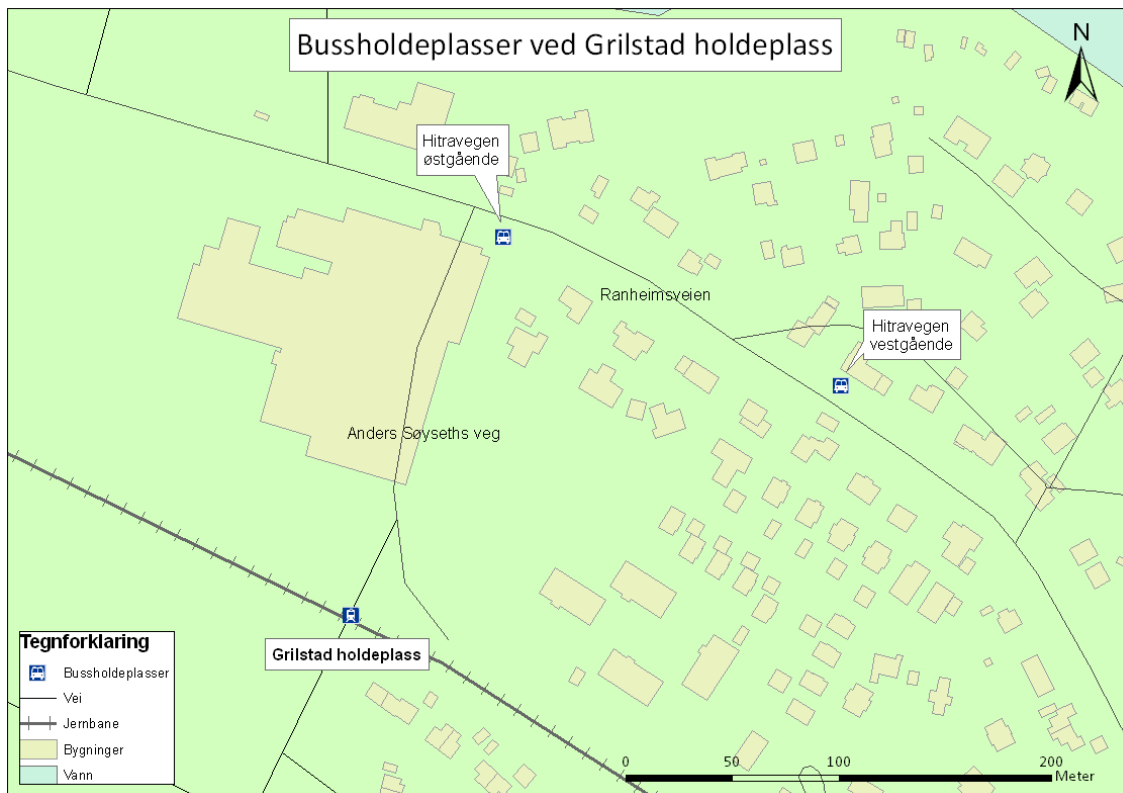 Bussholdeplasser ved Grilstad holdeplass
N
Hitravegen
østgående
Ranheimsveien
Hitravegen
vestgående
Anders Søyseths veg
Grilstad holdeplass
Tegnforklaring
Bussholdeplasser
Vei
Jernbane
Bygninger
Vann
0 50 100 200
Meter